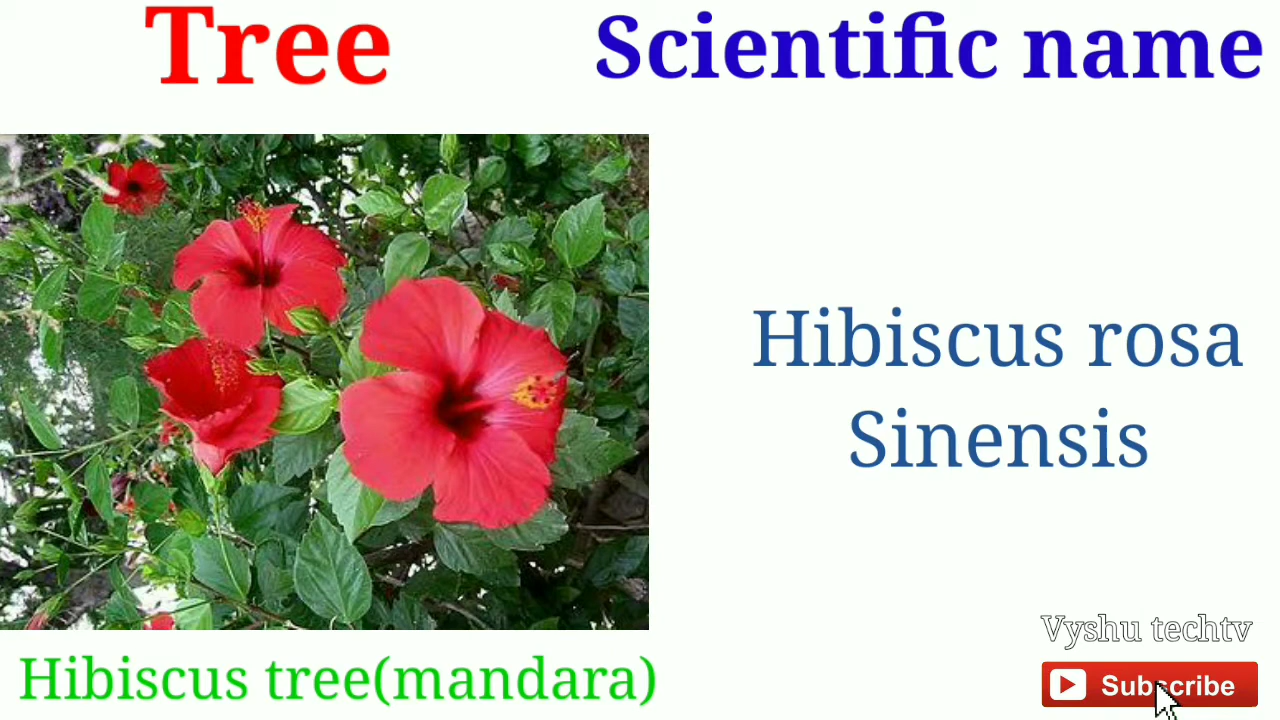 Tree
Scientific name
Hibiscus rosa
Sinensis
Hibiscus tree(mandara)
Vyshu techtv
Subscribe